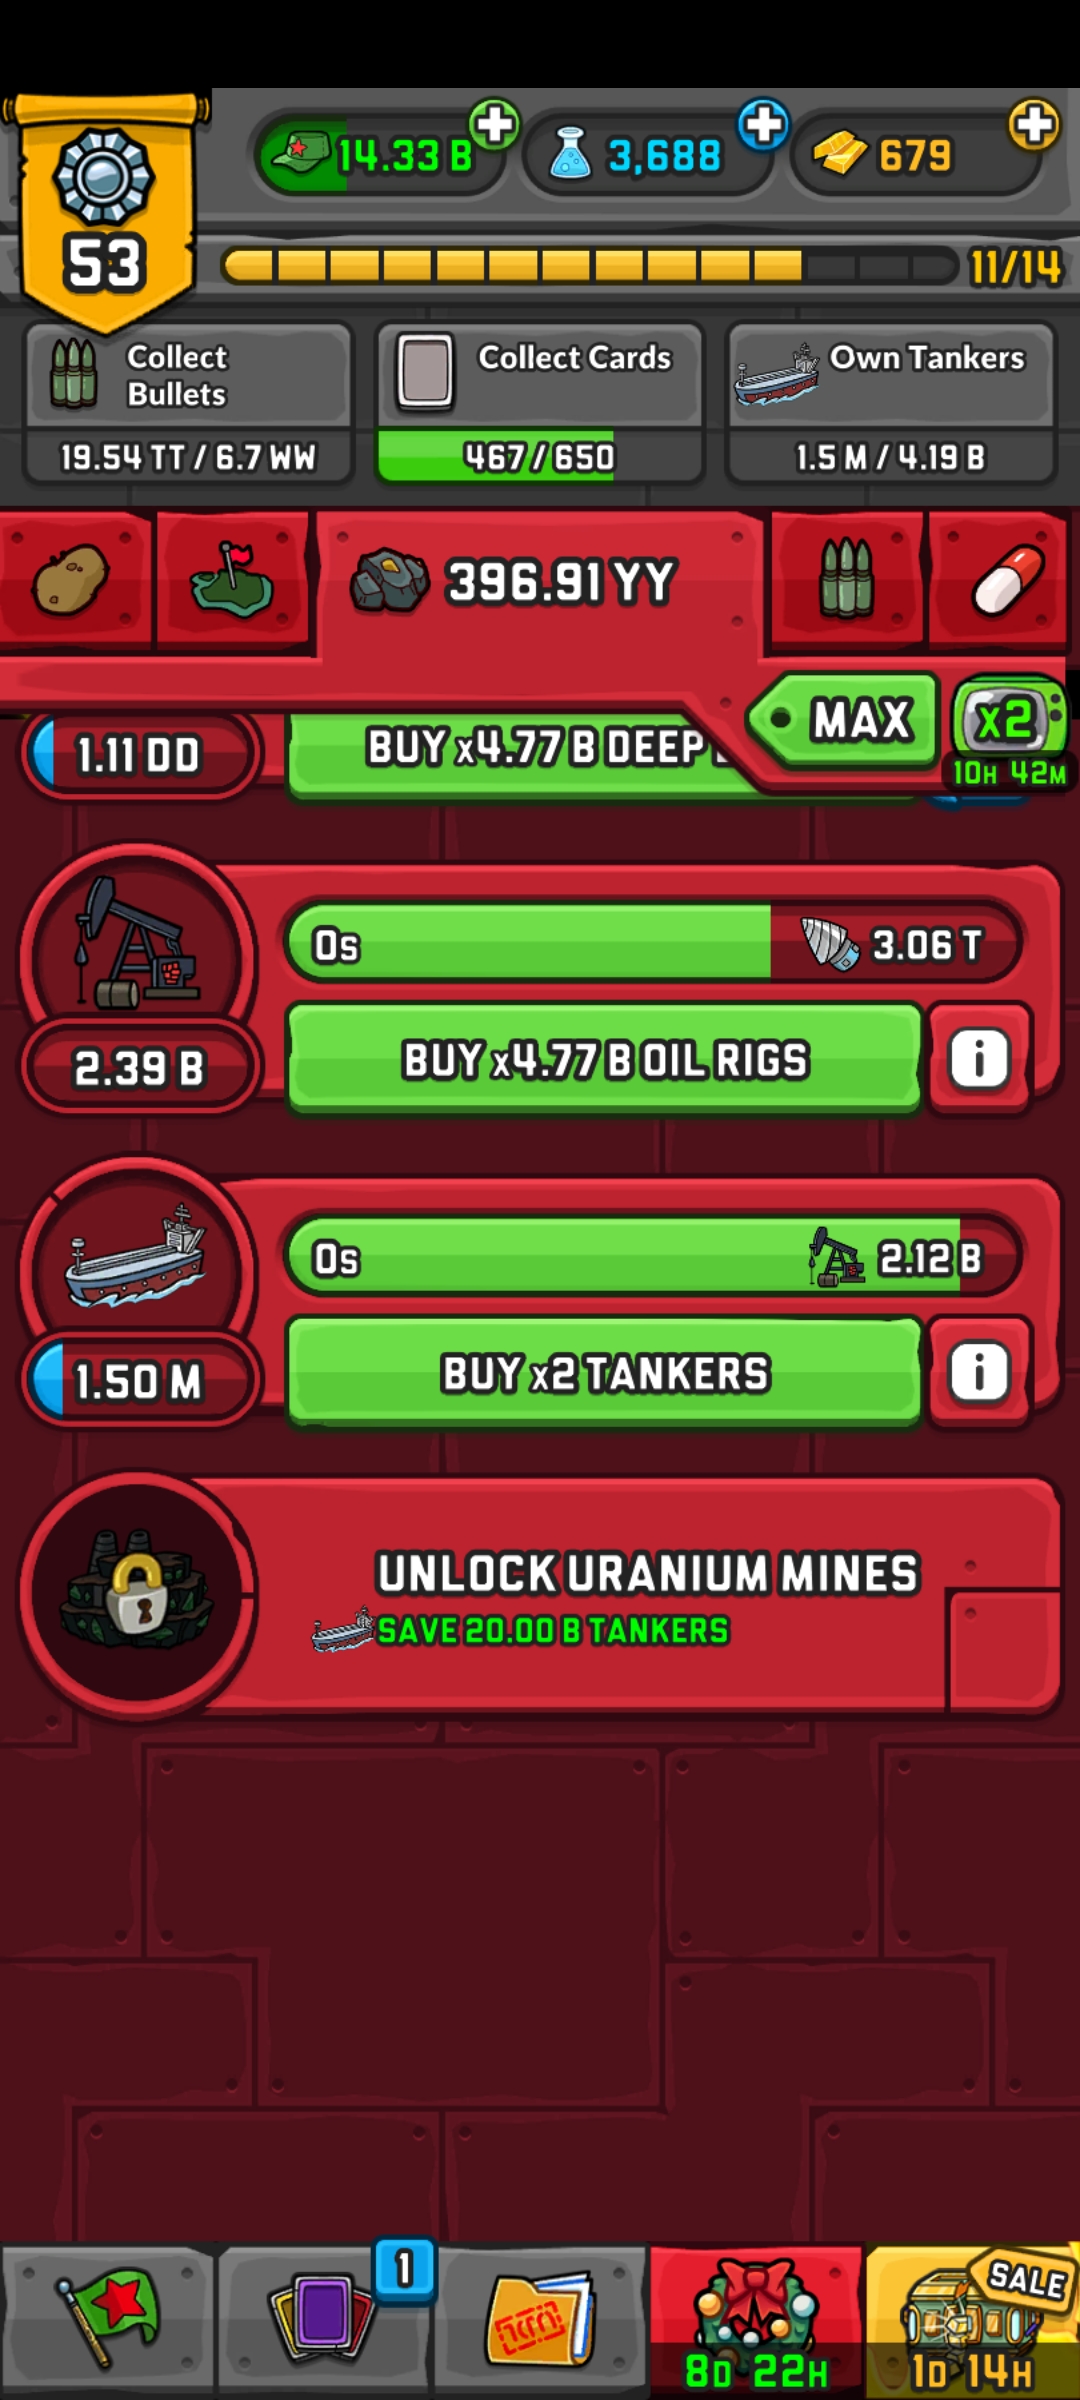 14.33 B
3,688
679
53
11/14
Collect
Bullets
Collect Cards
Own Tankers
19.54 TT / 6.7 WW
467/650
1.5 M / 4.19 B
396.91 YY
MAX
x2
10H 42M
1.11 DD
BUY x4.77 B DEEP
0s
3.06 T
2.39 B
BUY x4.77 B OIL RIGS
i
0s
2.12 B
1.50 M
BUY x2 TANKERS
i
UNLOCK URANIUM MINES
SAVE 20.00 B TANKERS
1
SALE
8D 22H
1D 14H